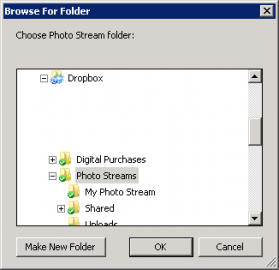 Browse For Folder
Choose Photo Stream folder:
Dropbox
Digital Purchases
Photo Streams
My Photo Stream
Shared
Uploads
Make New Folder
OK
Cancel